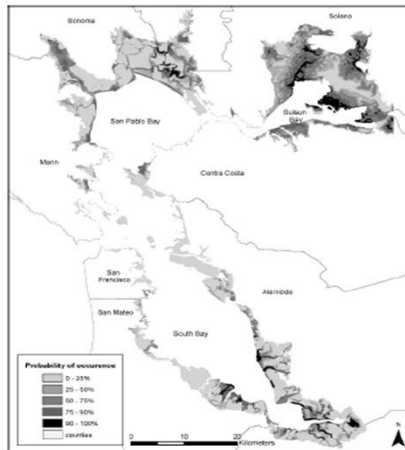 Sonoma
Solano
San Pablo Bay
Suisun
Bay
Marin
Contra Costa
San
Francisco
Alameda
San Mateo
South Bay
Probability of occurence
0 - 25%
25 - 50%
50 - 75%
75 - 90%
90 - 100%
counties
0
10
20
Kilometers
N